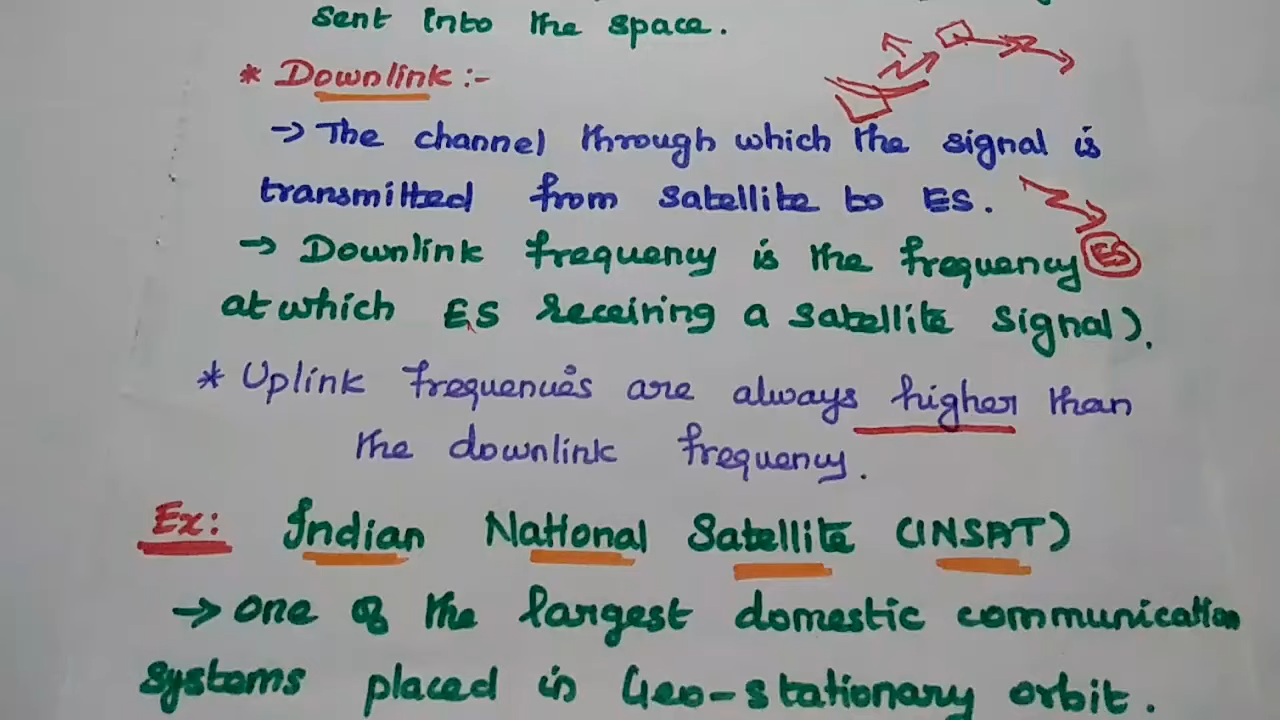 sent into the space.
* Downlink :-
→ The channel through which the signal is
transmitted from satellite to ES.
→ Downlink frequency is the frequency ES
at which ES receiving a satellite signal).
* Uplink frequencies are always higher than
the downlink frequency.
Ex: Indian National Satellite (INSAT)
→ one of the largest domestic communication
systems placed in Geo-stationary orbit.